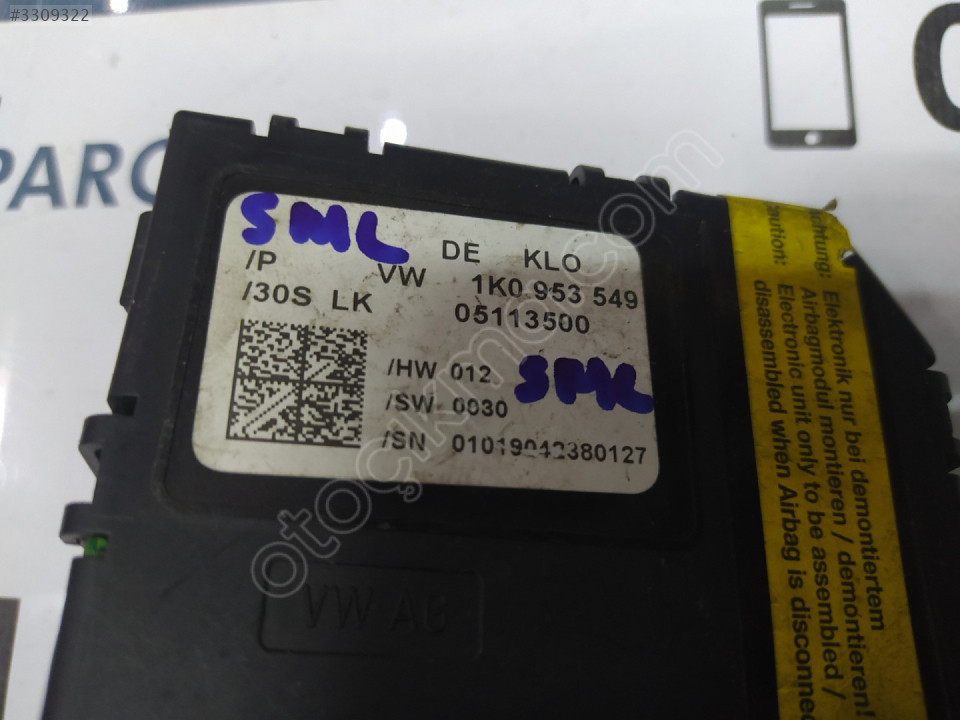 #3309322
PARÇ
SML
DE KLO
/P VW 1K0 953 549
/30S LK 05113500
/HW 012
SML
/SW 0030
/SN 01019042380127
VW AG
Achtung: Elektronik nur bei demontiertem
Airbagmodul montieren / demontieren!
caution: Electronic unit only to be assembled /
disassembled when Airbag is disconnec
otoçıkmac.com